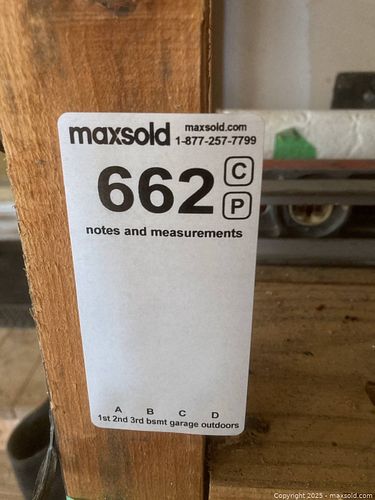 maxsold maxsold.com
1-877-257-7799
662 C
P
notes and measurements
A B C D
1st 2nd 3rd bsmt garage outdoors
Copyright 2025 - maxsold.com